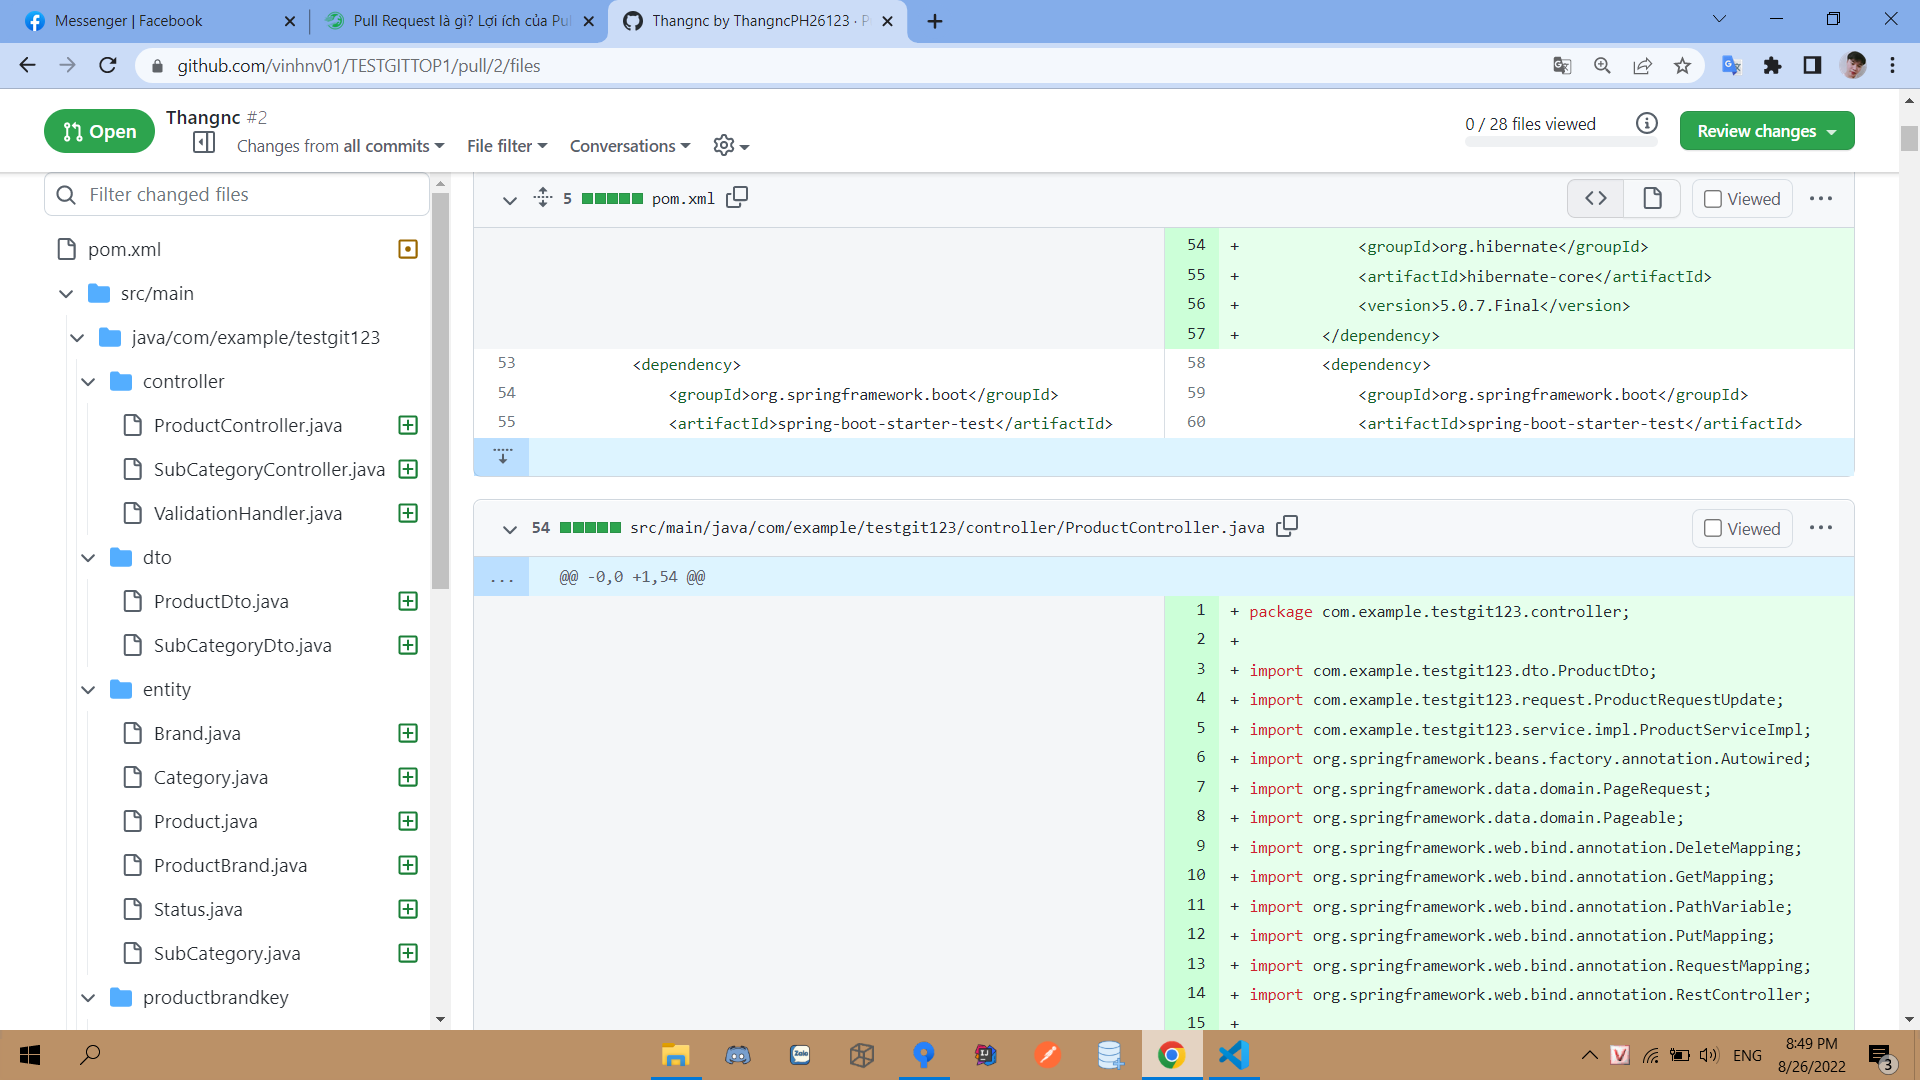 Messenger | Facebook
Pull Request là gì? Lợi ích của Pul
Thangnc by ThangncPH26123 · P
github.com/vinhnv01/TESTGITTOP1/pull/2/files
Open
Thangnc #2
Changes from all commits
File filter
Conversations
0 / 28 files viewed
Review changes
Filter changed files
pom.xml
src/main
java/com/example/testgit123
controller
ProductController.java
SubCategoryController.java
ValidationHandler.java
dto
ProductDto.java
SubCategoryDto.java
entity
Brand.java
Category.java
Product.java
ProductBrand.java
Status.java
SubCategory.java
productbrandkey
5 pom.xml
Viewed
54 + <groupId>org.hibernate</groupId>
55 + <artifactId>hibernate-core</artifactId>
56 + <version>5.0.7.Final</version>
57 + </dependency>
53 <dependency> 58 <dependency>
54 <groupId>org.springframework.boot</groupId> 59 <groupId>org.springframework.boot</groupId>
55 <artifactId>spring-boot-starter-test</artifactId> 60 <artifactId>spring-boot-starter-test</artifactId>
54 src/main/java/com/example/testgit123/controller/ProductController.java
Viewed
... @@ -0,0 +1,54 @@
1 + package com.example.testgit123.controller;
2 +
3 + import com.example.testgit123.dto.ProductDto;
4 + import com.example.testgit123.request.ProductRequestUpdate;
5 + import com.example.testgit123.service.impl.ProductServiceImpl;
6 + import org.springframework.beans.factory.annotation.Autowired;
7 + import org.springframework.data.domain.PageRequest;
8 + import org.springframework.data.domain.Pageable;
9 + import org.springframework.web.bind.annotation.DeleteMapping;
10 + import org.springframework.web.bind.annotation.GetMapping;
11 + import org.springframework.web.bind.annotation.PathVariable;
12 + import org.springframework.web.bind.annotation.PutMapping;
13 + import org.springframework.web.bind.annotation.RequestMapping;
14 + import org.springframework.web.bind.annotation.RestController;
15 +
Zalo
ENG
8:49 PM
8/26/2022
3